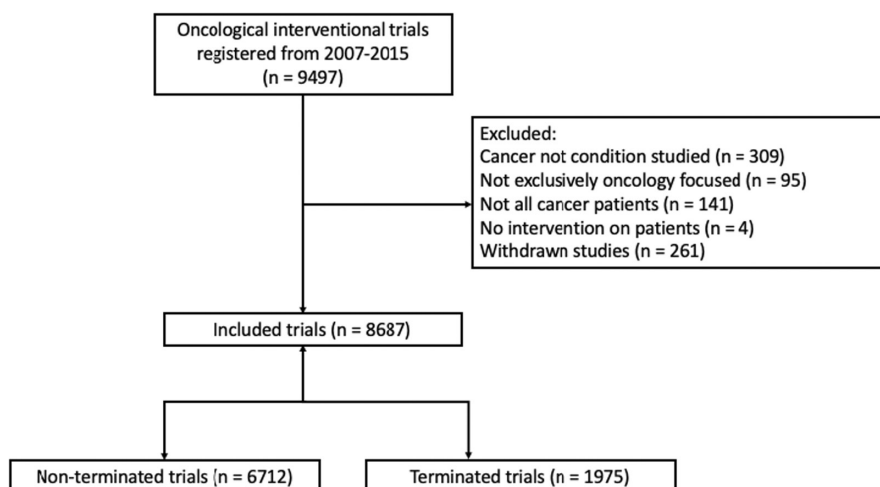 Oncological interventional trials
registered from 2007-2015
(n = 9497)
Excluded:
Cancer not condition studied (n = 309)
Not exclusively oncology focused (n = 95)
Not all cancer patients (n = 141)
No intervention on patients (n = 4)
Withdrawn studies (n = 261)
Included trials (n = 8687)
Non-terminated trials (n = 6712)
Terminated trials (n = 1975)